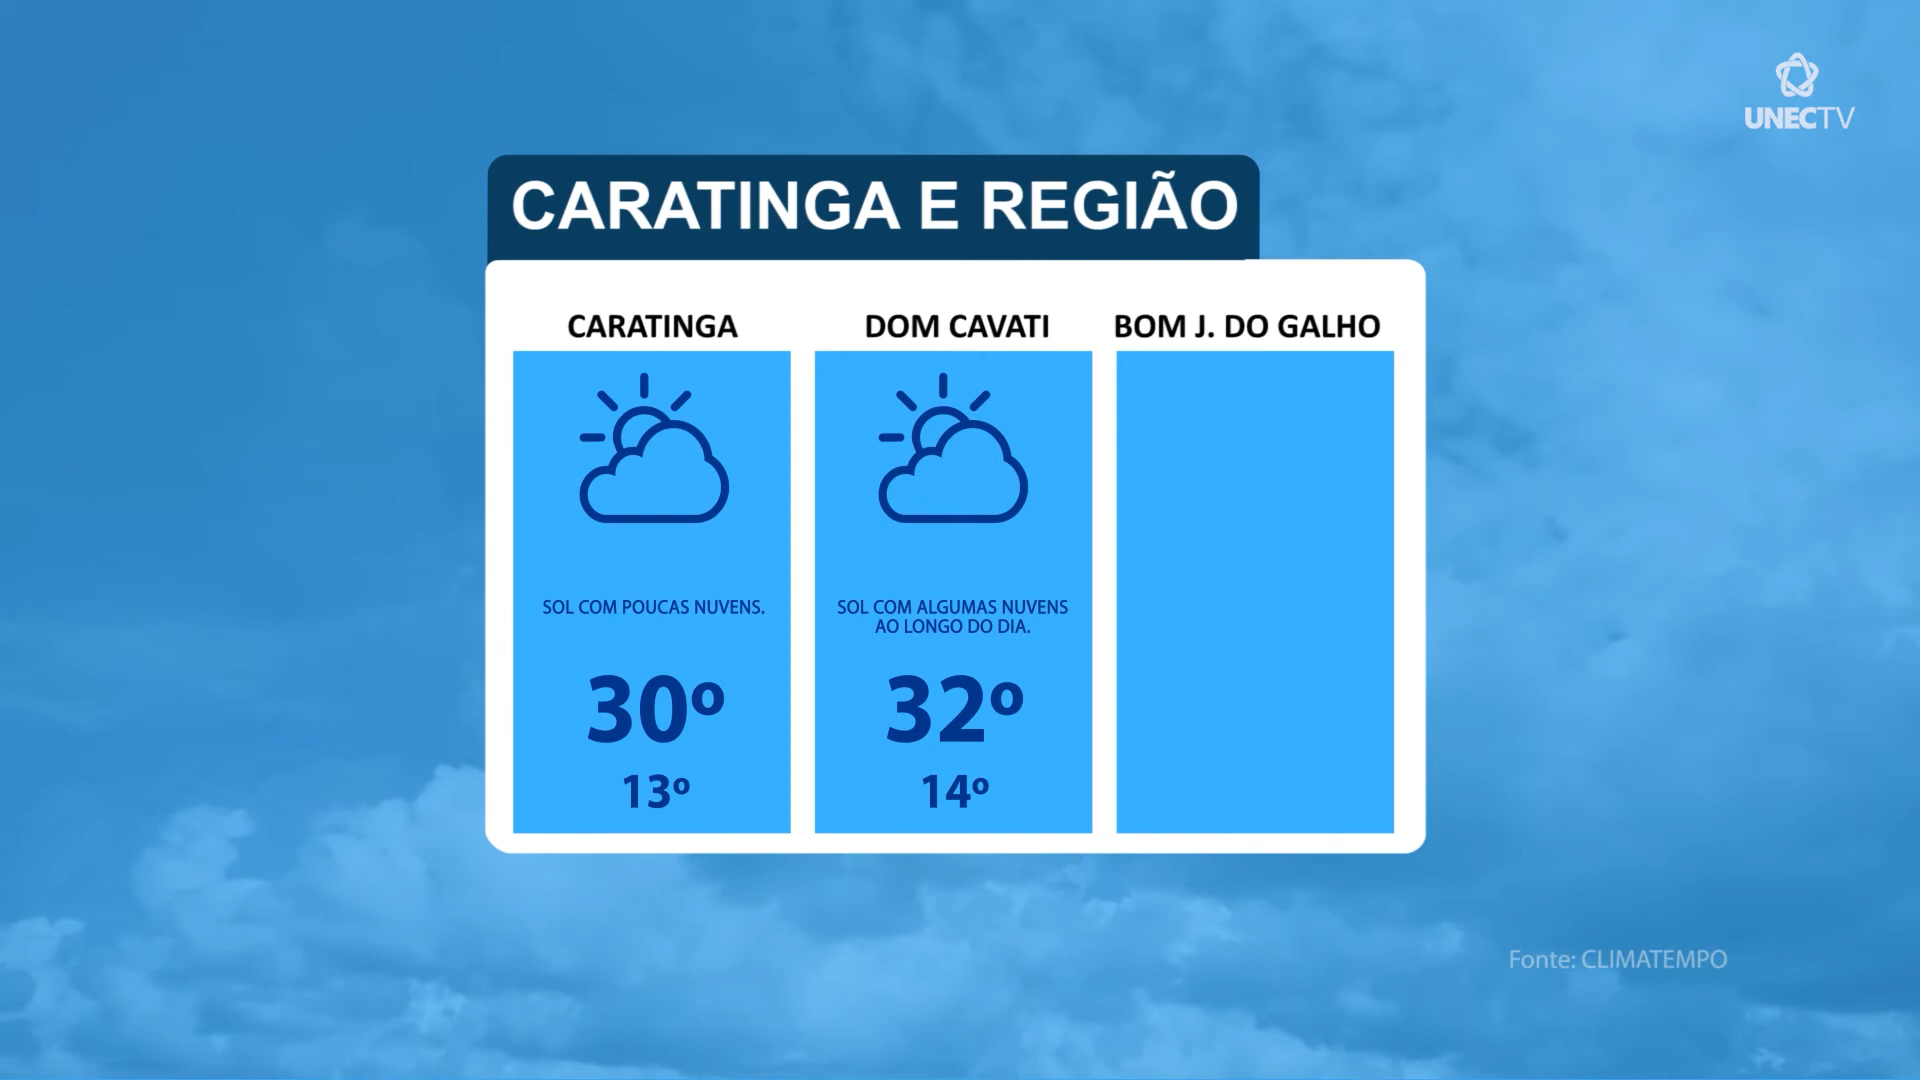 UNECTV
CARATINGA E REGIÃO
CARATINGA
DOM CAVATI
BOM J. DO GALHO
SOL COM POUCAS NUVENS.
30º
13º
SOL COM ALGUMAS NUVENS
AO LONGO DO DIA.
32º
14º
Fonte: CLIMATEMPO